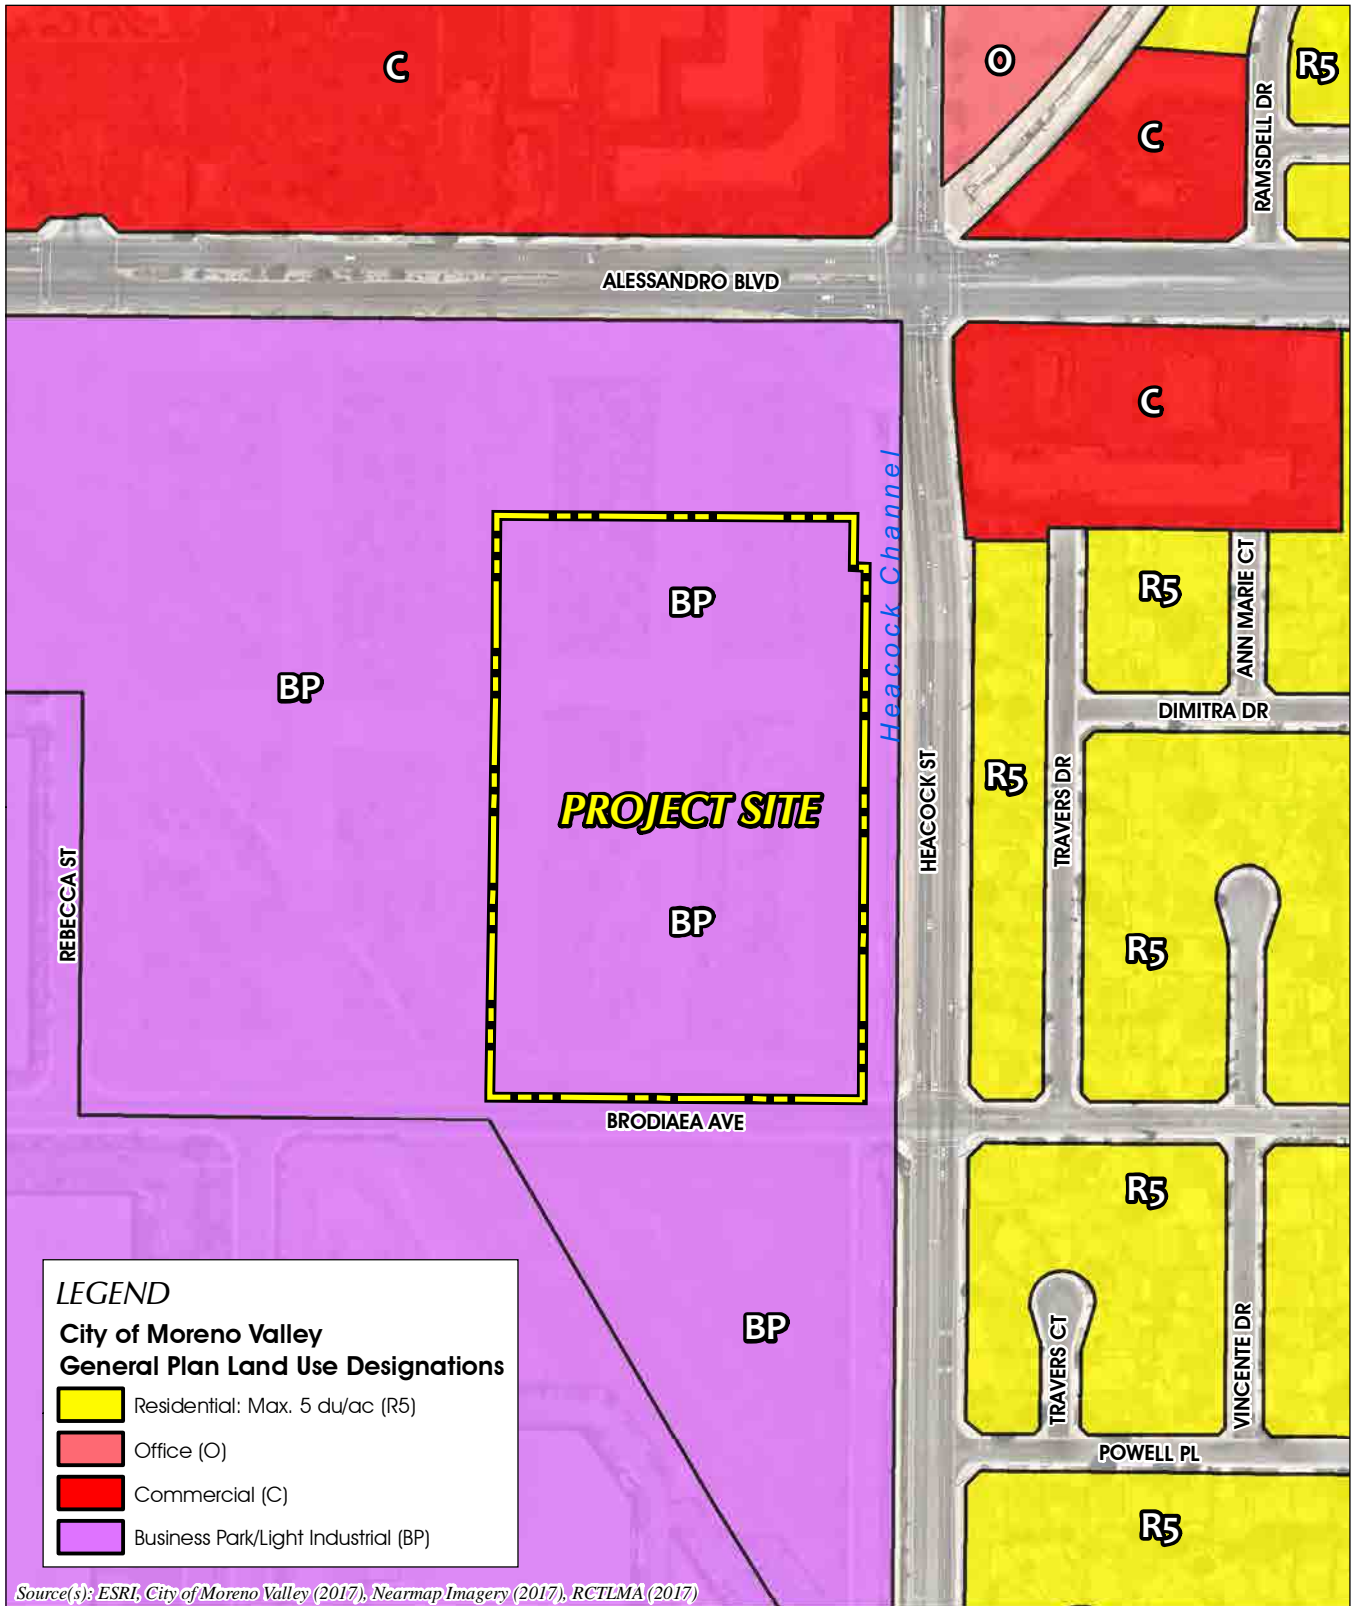 C
O
R5
C
RAMSDELL DR
ALESSANDRO BLVD
C
Heacock Channel
BP
R5
ANN MARIE CT
BP
DIMITRA DR
R5
TRAVERS DR
HEACOCK ST
PROJECT SITE
REBECCA ST
BP
R5
BRODIAEA AVE
R5
BP
TRAVERS CT
VINCENTE DR
POWELL PL
R5
LEGEND
City of Moreno Valley
General Plan Land Use Designations
Residential: Max. 5 du/ac (R5)
Office (O)
Commercial (C)
Business Park/Light Industrial (BP)
Source(s): ESRI, City of Moreno Valley (2017), Nearmap Imagery (2017), RCTLMA (2017)